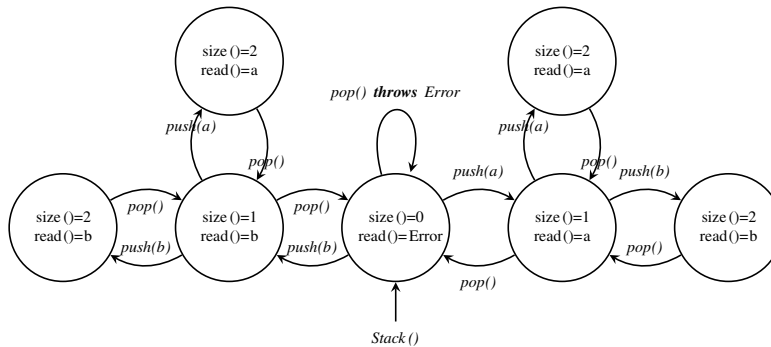 size()=2
read()=a
size()=2
read()=a
pop() throws Error
push(a)
push(a)
pop()
pop()
push(a)
push(b)
pop()
pop()
size()=2
read()=b
size()=1
read()=b
size()=0
read()=Error
size()=1
read()=a
size()=2
read()=b
push(b)
push(b)
pop()
pop()
Stack()